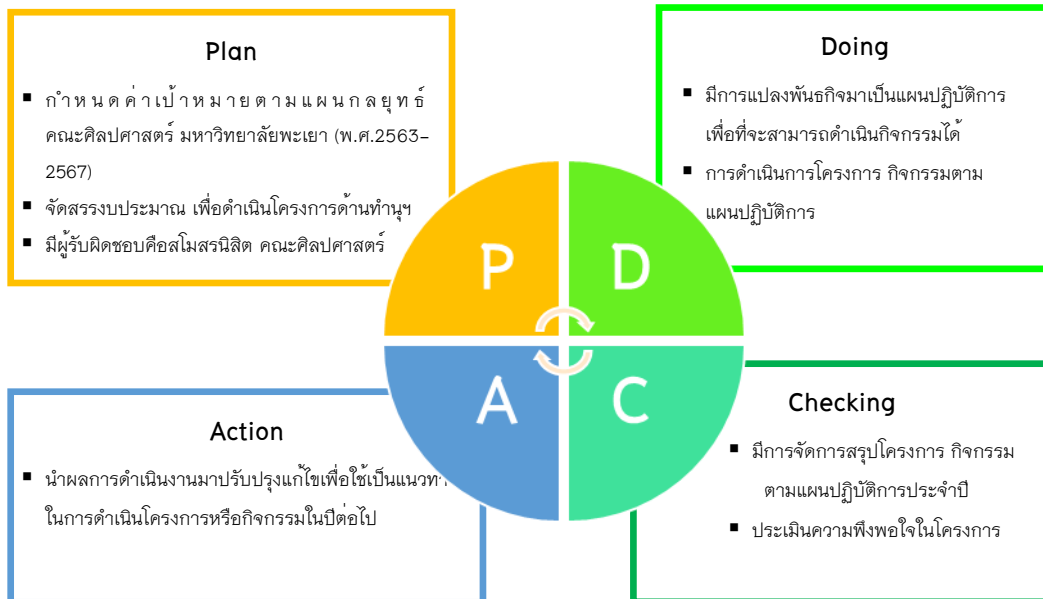 Plan
▪ กำหนดค่าเป้าหมายตามแผนกลยุทธ์
คณะศิลปศาสตร์ มหาวิทยาลัยพะเยา (พ.ศ.2563-
2567)
▪ จัดสรรงบประมาณ เพื่อดำเนินโครงการด้านทำนุฯ
▪ มีผู้รับผิดชอบคือสโมสรนิสิต คณะศิลปศาสตร์
Doing
▪ มีการแปลงพันธกิจมาเป็นแผนปฏิบัติการ
เพื่อที่จะสามารถดำเนินกิจกรรมได้
▪ การดำเนินการโครงการ กิจกรรมตาม
แผนปฏิบัติการ
P
D
A
C
Action
▪ นำผลการดำเนินงานมาปรับปรุงแก้ไขเพื่อใช้เป็น
ในการดำเนินโครงการหรือกิจกรรมในปีต่อไป
Checking
▪ มีการจัดการสรุปโครงการ กิจกรรม
ตามแผนปฏิบัติการประจำปี
▪ ประเมินความพึงพอใจในโครงการ